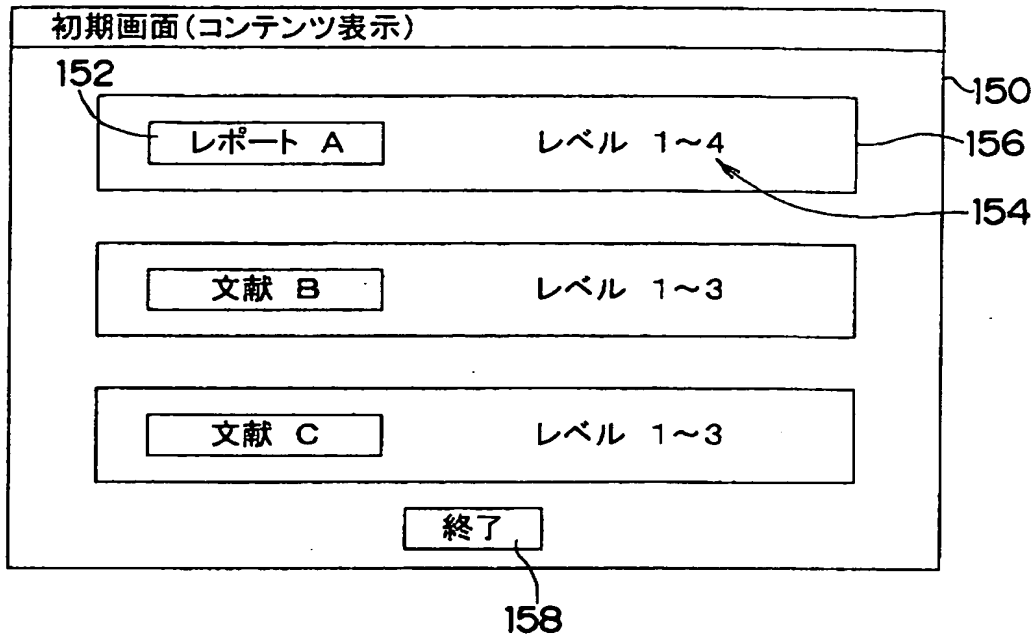 初期画面(コンテンツ表示)
152
150
レポート A レベル 1~4
156
154
文献 B レベル 1~3
文献 C レベル 1~3
終了
158